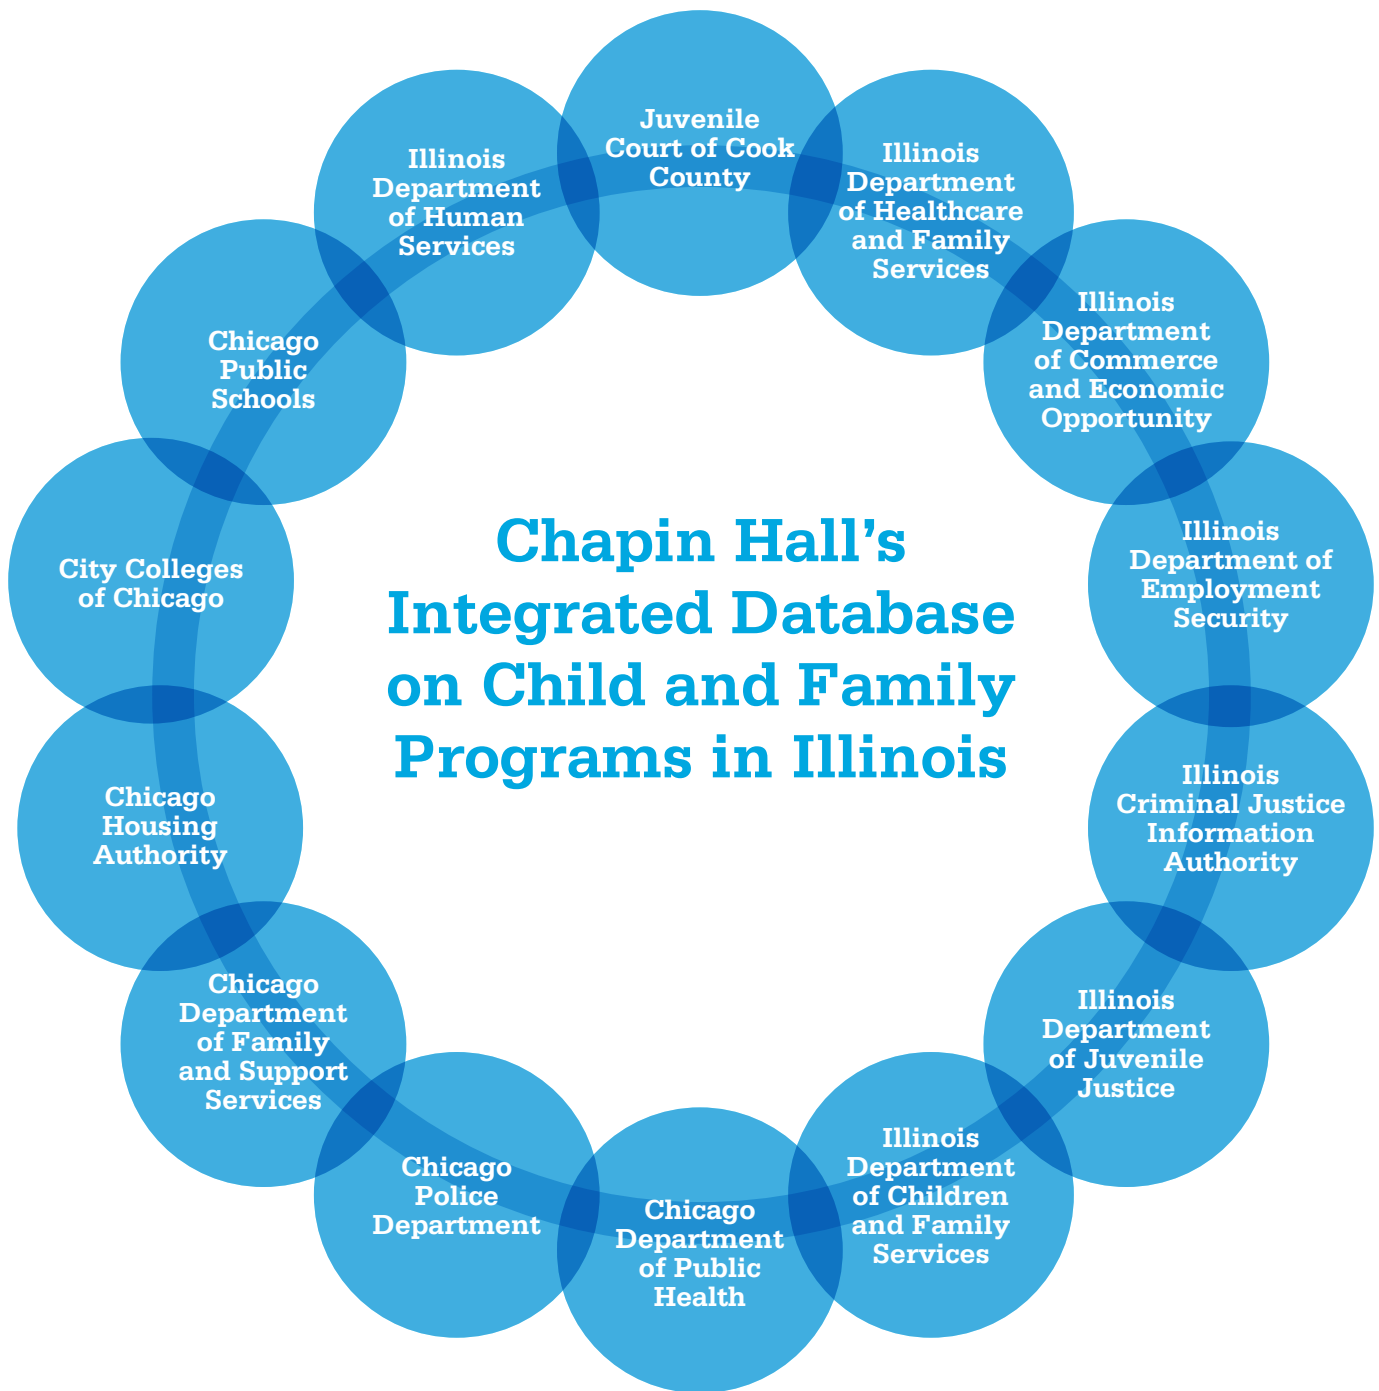 Juvenile
Court of Cook
County
Illinois
Department
of Healthcare
and Family
Services
Illinois
Department
of Commerce
and Economic
Opportunity
Illinois
Department of
Employment
Security
Illinois
Criminal Justice
Information
Authority
Illinois
Department
of Juvenile
Justice
Illinois
Department
of Children
and Family
Services
Chicago
Department
of Public
Health
Chicago
Police
Department
Chicago
Department
of Family
and Support
Services
Chicago
Housing
Authority
City Colleges
of Chicago
Chicago
Public
Schools
Illinois
Department
of Human
Services
Chapin Hall’s
Integrated Database
on Child and Family
Programs in Illinois